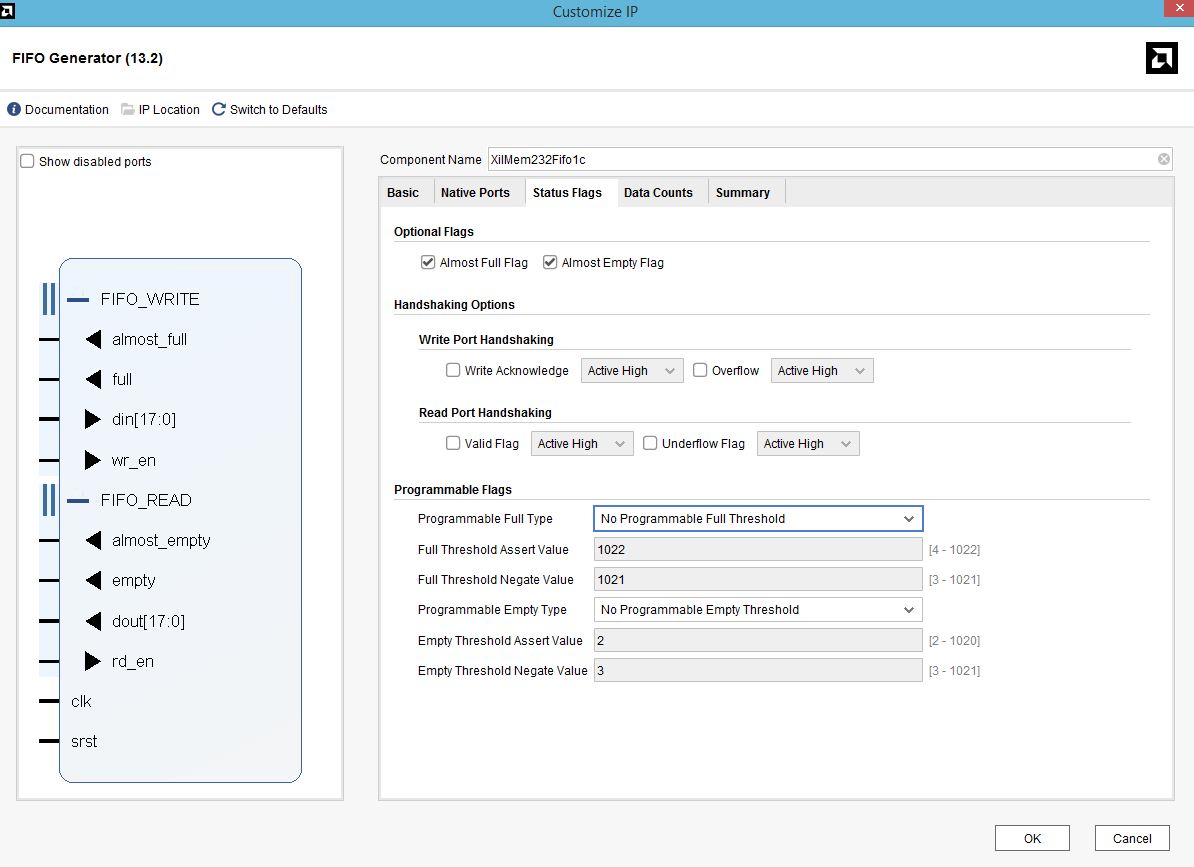 Customize IP
FIFO Generator (13.2)
Documentation IP Location Switch to Defaults
Show disabled ports
FIFO_WRITE
almost_full
full
din[17:0]
wr_en
FIFO_READ
almost_empty
empty
dout[17:0]
rd_en
clk
srst
Component Name XilMem232Fifo1c
Basic Native Ports Status Flags Data Counts Summary
Optional Flags
Almost Full Flag Almost Empty Flag
Handshaking Options
Write Port Handshaking
Write Acknowledge Active High Overflow Active High
Read Port Handshaking
Valid Flag Active High Underflow Flag Active High
Programmable Flags
Programmable Full Type No Programmable Full Threshold
Full Threshold Assert Value 1022 [4 - 1022]
Full Threshold Negate Value 1021 [3 - 1021]
Programmable Empty Type No Programmable Empty Threshold
Empty Threshold Assert Value 2 [2 - 1020]
Empty Threshold Negate Value 3 [3 - 1021]
OK Cancel